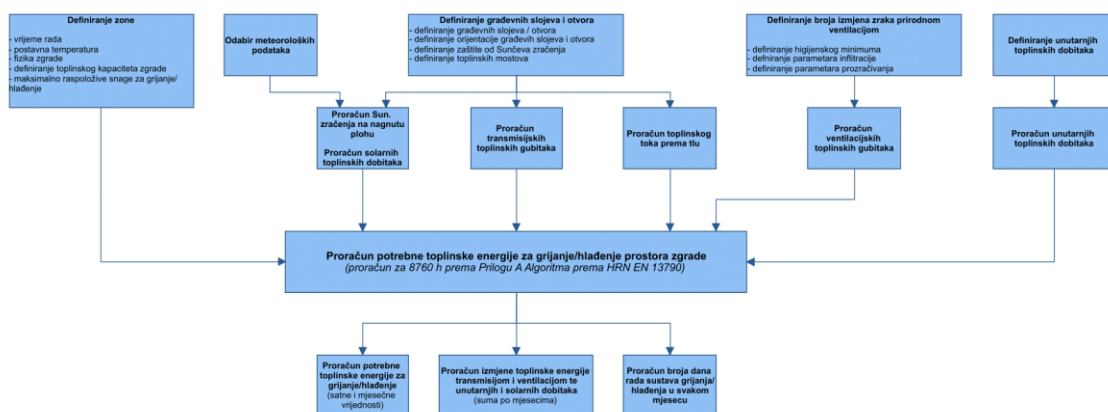 Definiranje zone
- vrijeme rada
- postavna temperatura
- fizika zgrade
- definiranje toplinskog kapaciteta zgrade
- maksimalno raspoložive snage za grijanje/
hlađenje
Odabir meteoroloških
podataka
Definiranje građevnih slojeva i otvora
- definiranje građevnih slojeva / otvora
- definiranje orijentacije građevih slojeva i otvora
- definiranje zaštite od Sunčeva zračenja
- definiranje toplinskih mostova
Definiranje broja izmjena zraka prirodnom
ventilacijom
- definiranje higijenskog minimuma
- defniranje parametara infiltracije
- definiranje parametara prozračivanja
Definiranje unutarnjih
toplinskih dobitaka
Proračun Sun.
zračenja na nagnutu
plohu
Proračun solarnih
toplinskih dobitaka
Proračun
transmisijskih
toplinskih gubitaka
Proračun toplinskog
toka prema tlu
Proračun
ventilacijskih
toplinskih gubitaka
Proračun unutarnjih
toplinskih dobitaka
Proračun potrebne toplinske energije za grijanje/hlađenje prostora zgrade
(proračun za 8760 h prema Prilogu A Algoritma prema HRN EN 13790)
Proračun potrebne
toplinske energije za
grijanje/hlađenje
(satne i mjesečne
vrijednosti)
Proračun izmjene toplinske energije
transmisijom i ventilacijom te
unutarnjih i solarnih dobitaka
(suma po mjesecima)
Proračun broja dana
rada sustava grijanja/
hlađenja u svakom
mjesecu